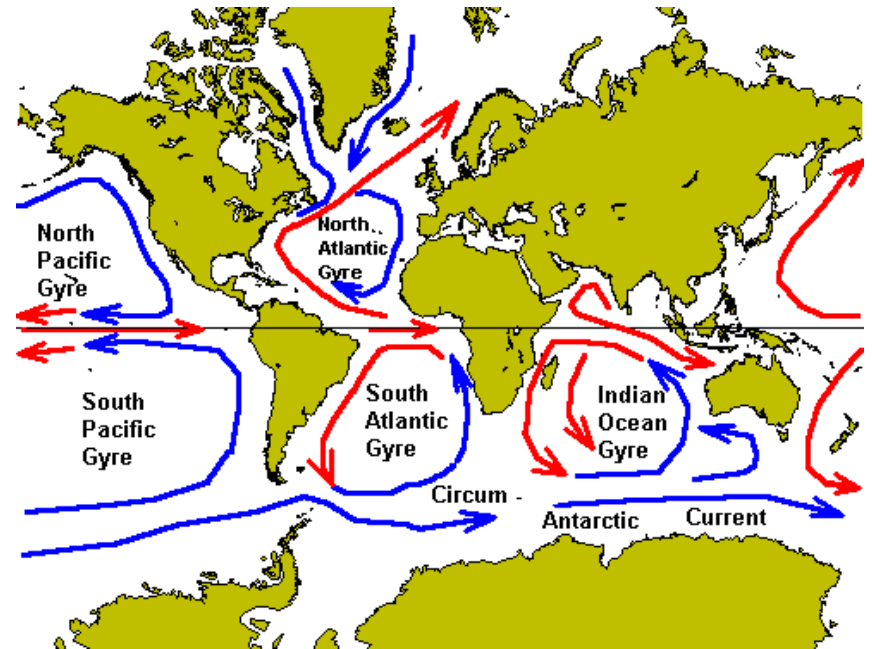 North
Pacific
Gyre
North..
Atlantic
Gyre
South
Pacific
Gyre
South
Atlantic
Gyre
Indian
Ocean
Gyre
Circum -
Antarctic Current